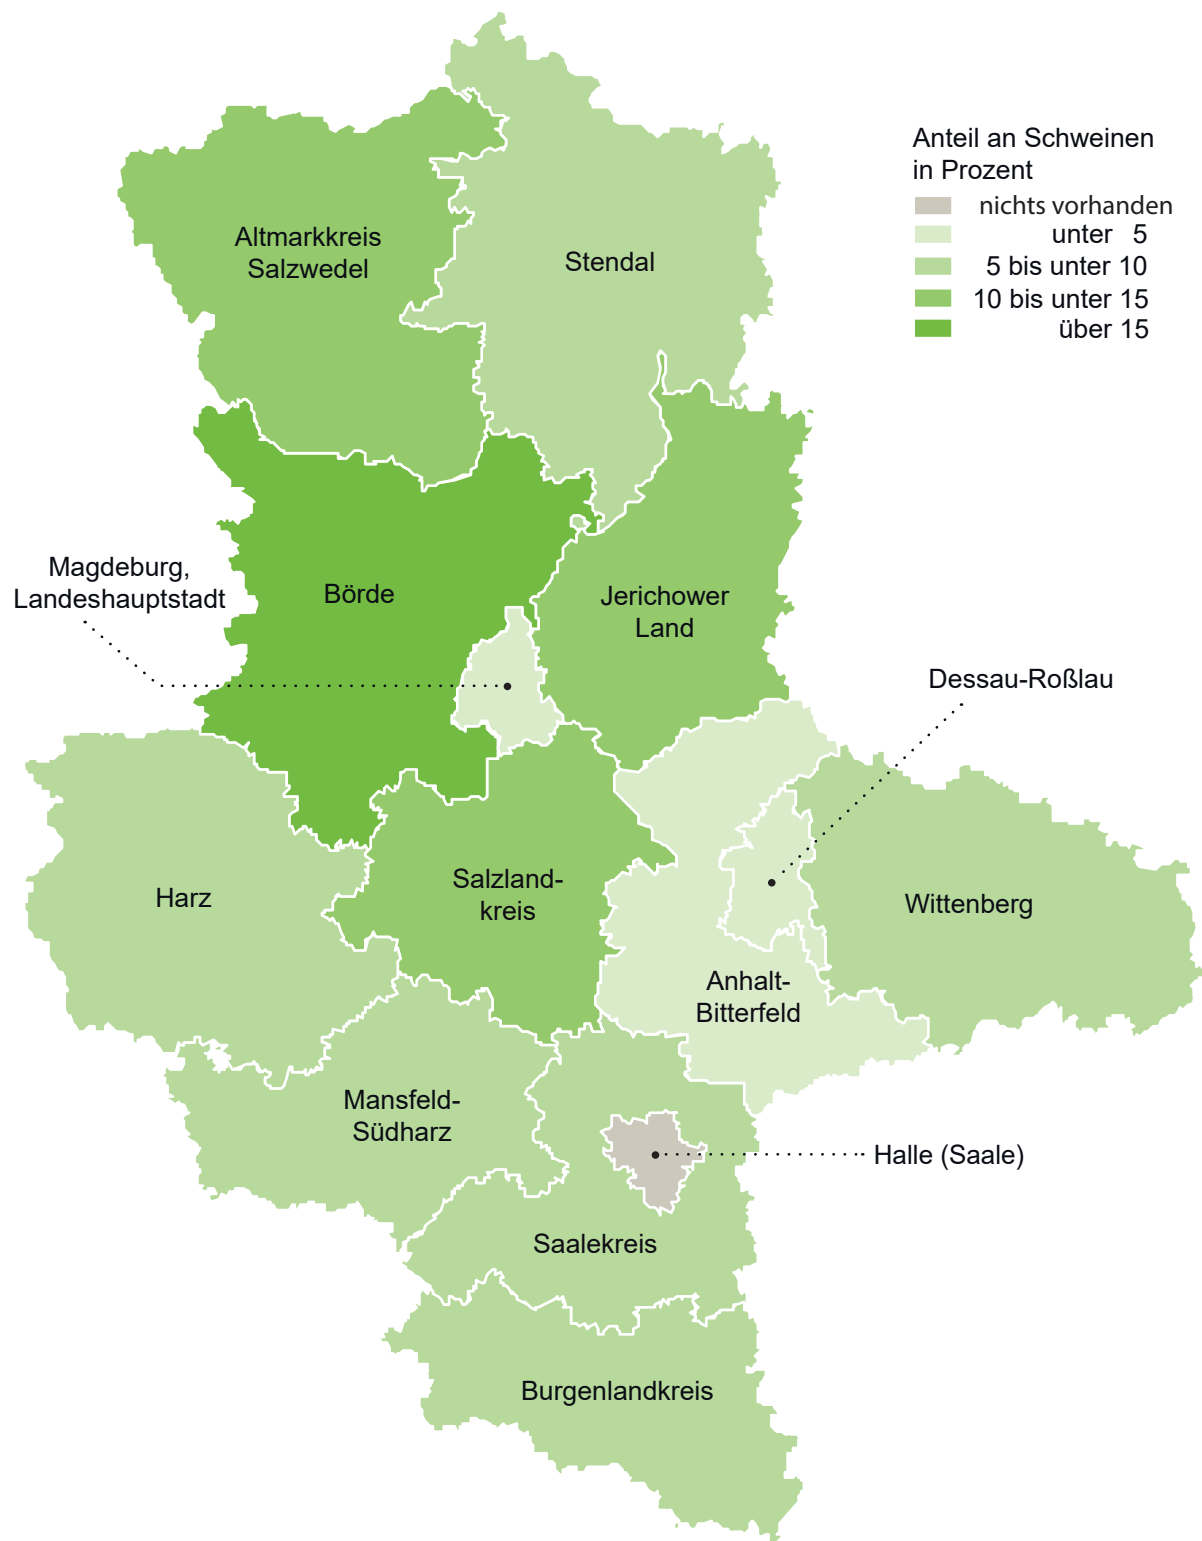 Anteil an Schweinen
in Prozent
nichts vorhanden
unter 5
5 bis unter 10
10 bis unter 15
über 15
Altmarkkreis
Salzwedel
Stendal
Magdeburg,
Landeshauptstadt
Börde
Jerichower
Land
Dessau-Roßlau
Harz
Salzland-
kreis
Wittenberg
Anhalt-
Bitterfeld
Mansfeld-
Südharz
Halle (Saale)
Saalekreis
Burgenlandkreis